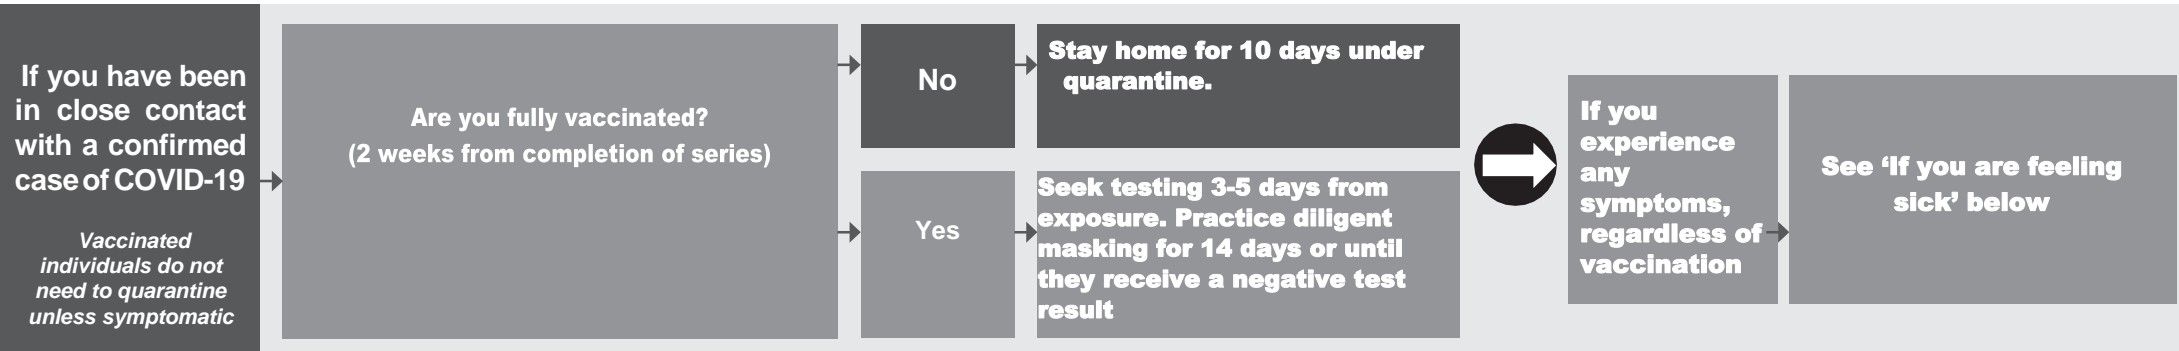 If you have been
in close contact
with a confirmed
case of COVID-19
Vaccinated
individuals do not
need to quarantine
unless symptomatic
Are you fully vaccinated?
(2 weeks from completion of series)
No
Stay home for 10 days under
quarantine.
Yes
Seek testing 3-5 days from
exposure. Practice diligent
masking for 14 days or until
they receive a negative test
result
If you
experience
any
symptoms,
regardless of
vaccination
See ‘If you are feeling
sick’ below